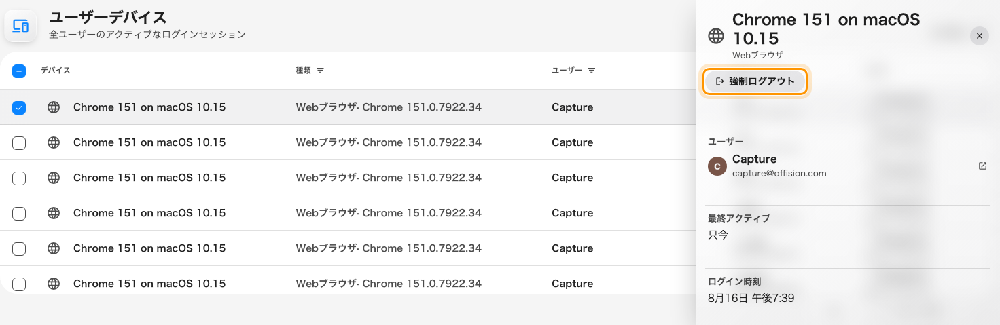 ユーザーデバイス
全ユーザーのアクティブなログインセッション
デバイス 種類 ユーザー
Chrome 151 on macOS 10.15 Webブラウザ· Chrome 151.0.7922.34 Capture
Chrome 151 on macOS 10.15 Webブラウザ· Chrome 151.0.7922.34 Capture
Chrome 151 on macOS 10.15 Webブラウザ· Chrome 151.0.7922.34 Capture
Chrome 151 on macOS 10.15 Webブラウザ· Chrome 151.0.7922.34 Capture
Chrome 151 on macOS 10.15 Webブラウザ· Chrome 151.0.7922.34 Capture
Chrome 151 on macOS 10.15 Webブラウザ· Chrome 151.0.7922.34 Capture
Chrome 151 on macOS
10.15
Webブラウザ
強制ログアウト
ユーザー
C
Capture
capture@offision.com
最終アクティブ
只今
ログイン時刻
8月16日 午後7:39